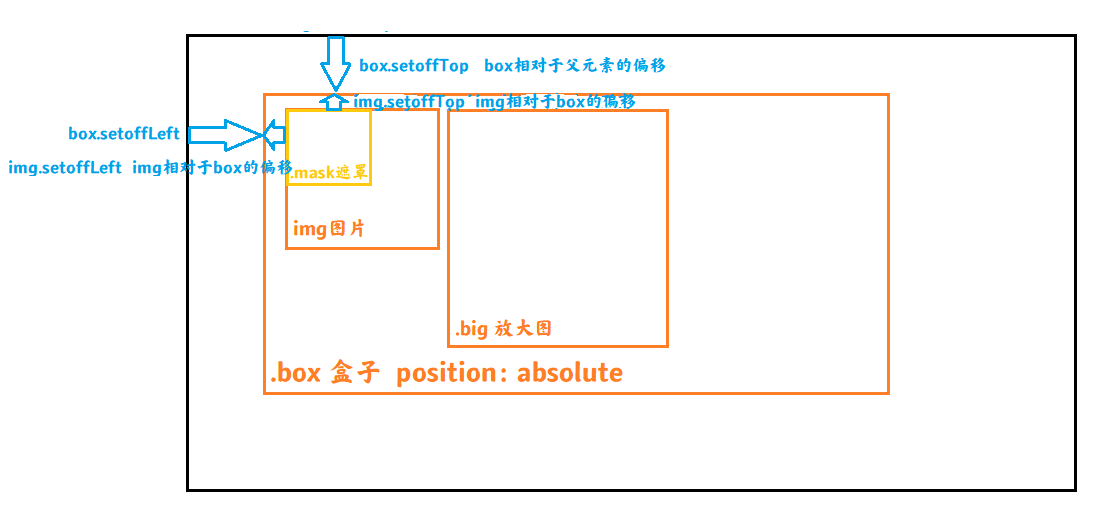 box.setoffTop box相对于父元素的偏移
img.setoffTop img相对于box的偏移
box.setoffLeft
img.setoffLeft img相对于box的偏移
.mask遮罩
img图片
.big 放大图
.box 盒子 position: absolute